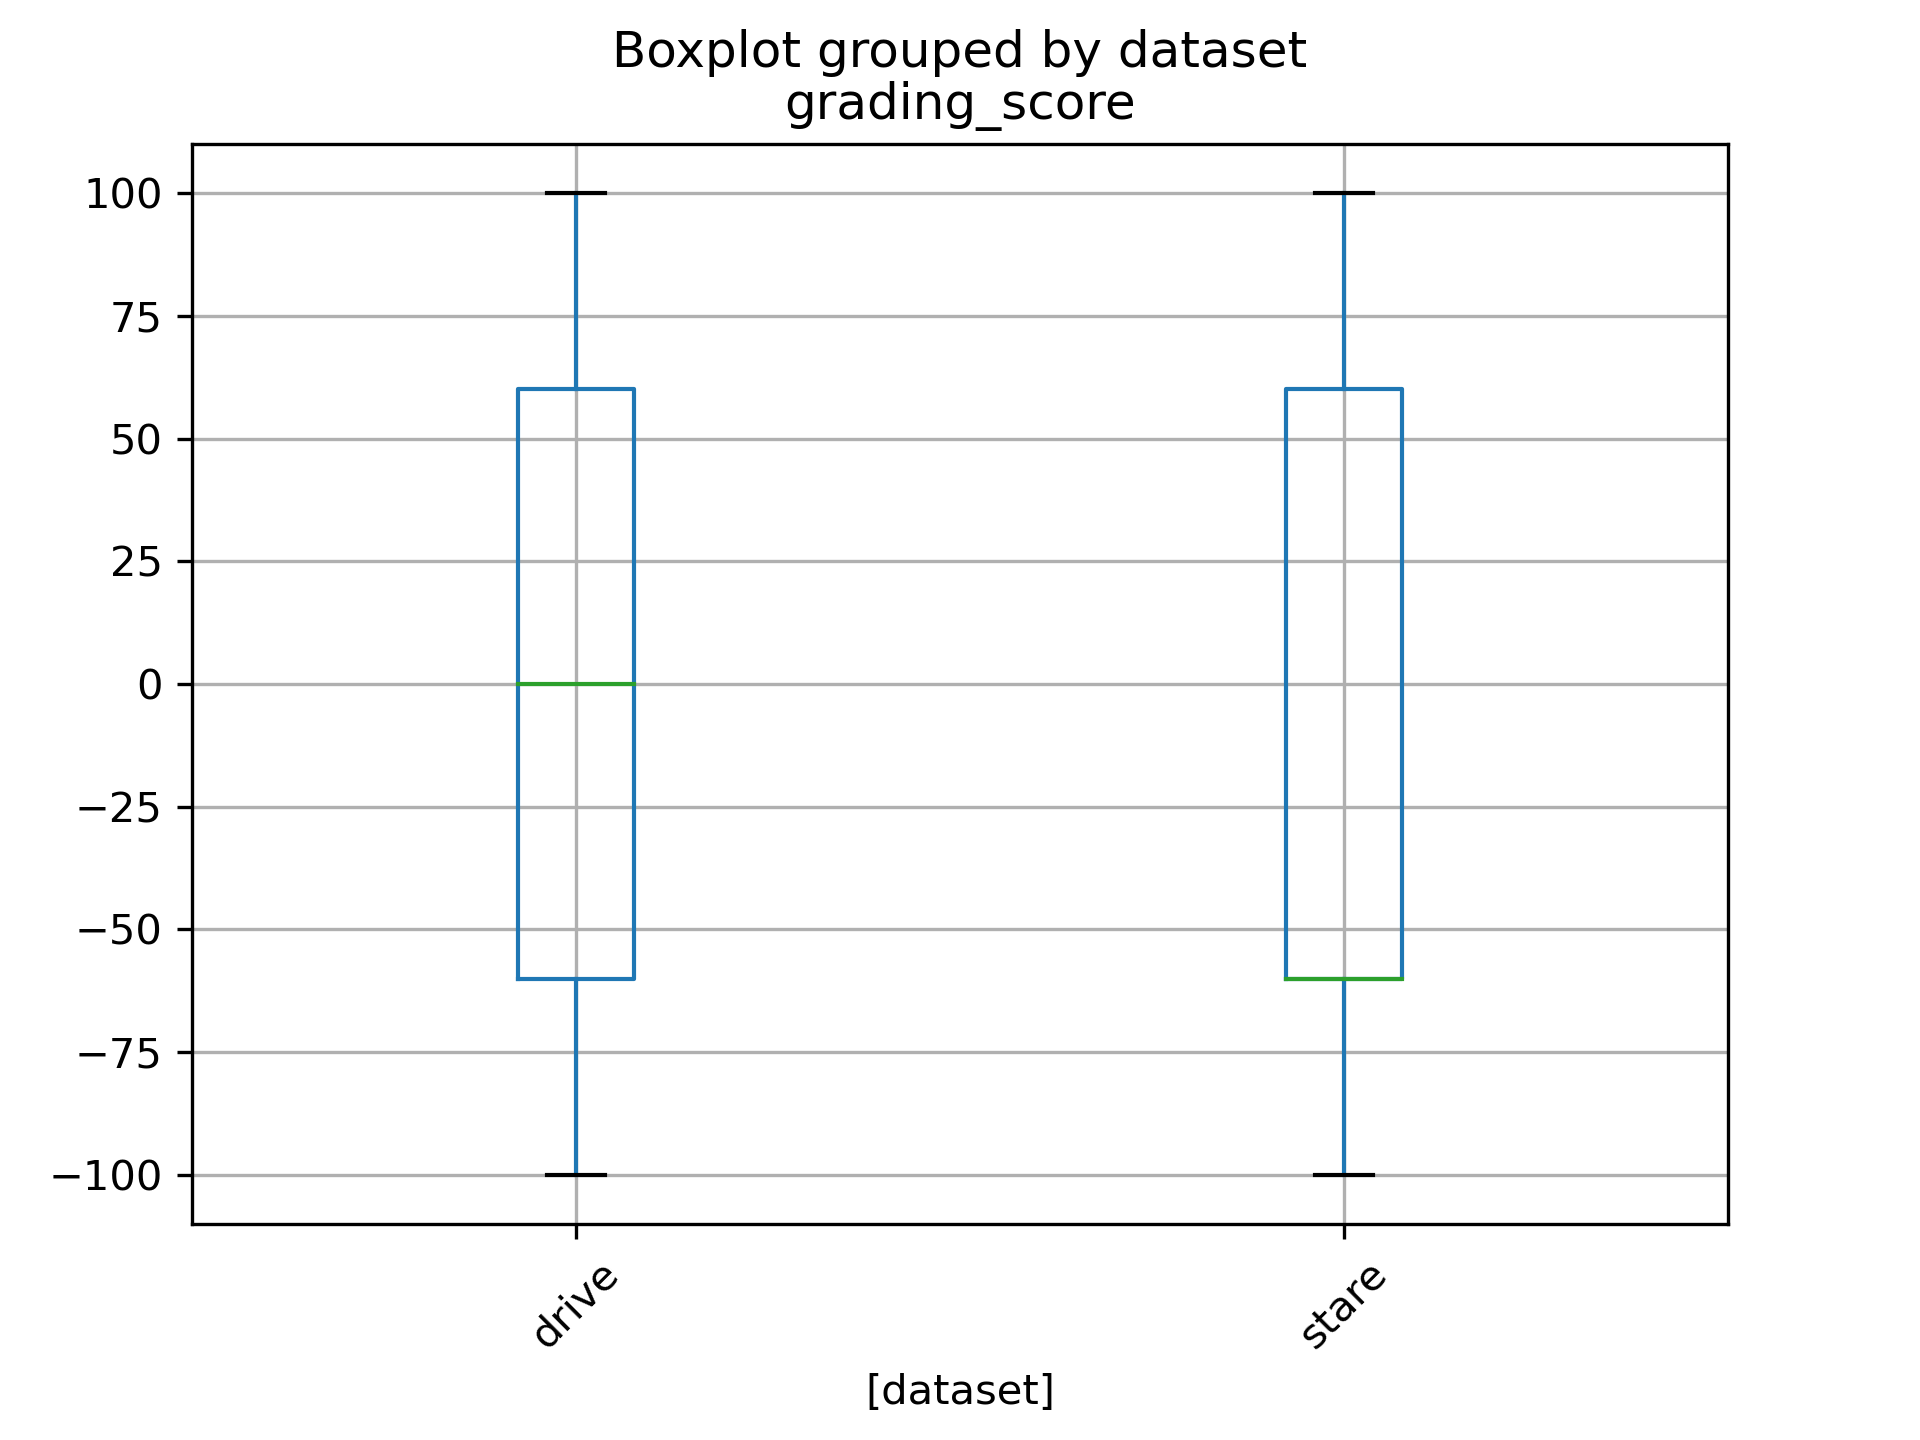 Boxplot grouped by dataset
grading_score
100
75
50
25
0
−25
−50
−75
−100
drive
stare
[dataset]